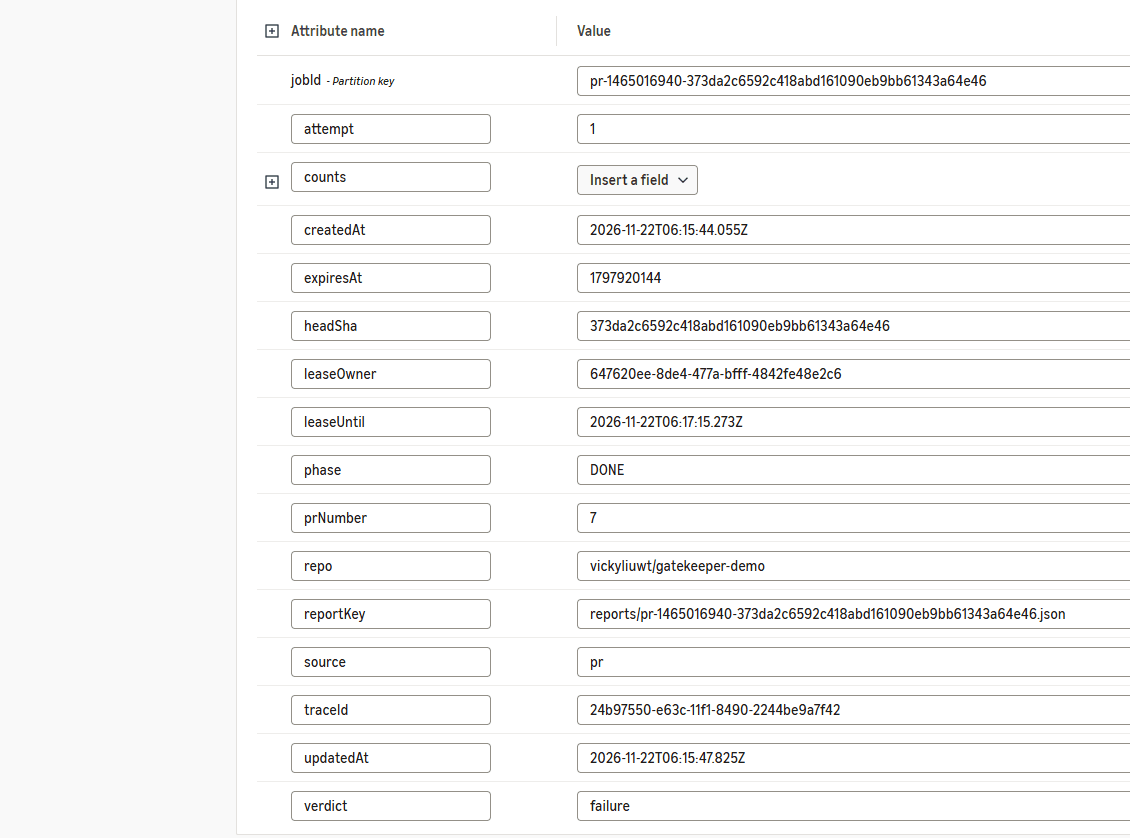 Attribute name Value
jobId - Partition key pr-1465016940-373da2c6592c418abd161090eb9bb61343a64e46
attempt 1
counts Insert a field
createdAt 2026-11-22T06:15:44.055Z
expiresAt 1797920144
headSha 373da2c6592c418abd161090eb9bb61343a64e46
leaseOwner 647620ee-8de4-477a-bfff-4842fe48e2c6
leaseUntil 2026-11-22T06:17:15.273Z
phase DONE
prNumber 7
repo vickyliuwt/gatekeeper-demo
reportKey reports/pr-1465016940-373da2c6592c418abd161090eb9bb61343a64e46.json
source pr
traceId 24b97550-e63c-11f1-8490-2244be9a7f42
updatedAt 2026-11-22T06:15:47.825Z
verdict failure